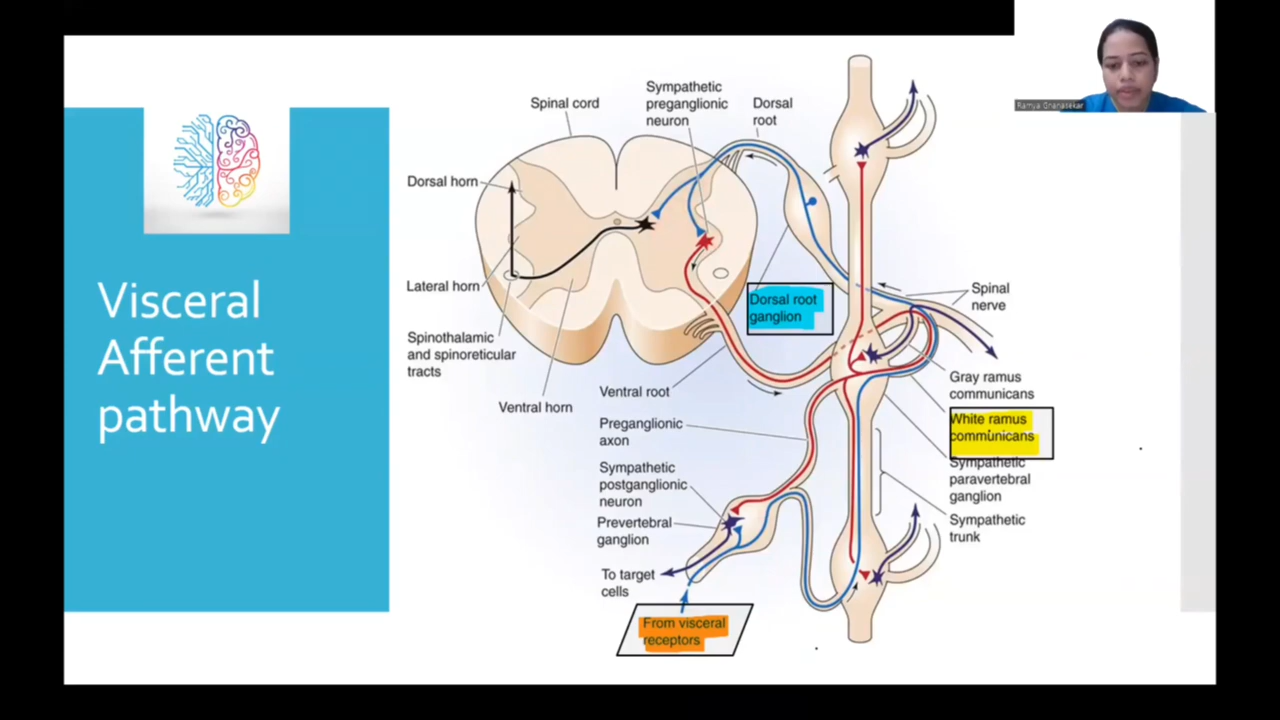 Ramya Gnanasekar
Visceral
Afferent
pathway
Spinal cord
Sympathetic
preganglionic
neuron
Dorsal
root
Dorsal horn
Lateral horn
Spinothalamic
and spinoreticular
tracts
Ventral horn
Dorsal root
ganglion
Spinal
nerve
Ventral root
Gray ramus
communicans
White ramus
communicans
Preganglionic
axon
Sympathetic
paravertebral
ganglion
Sympathetic
postganglionic
neuron
Prevertebral
ganglion
Sympathetic
trunk
To target
cells
From visceral
receptors